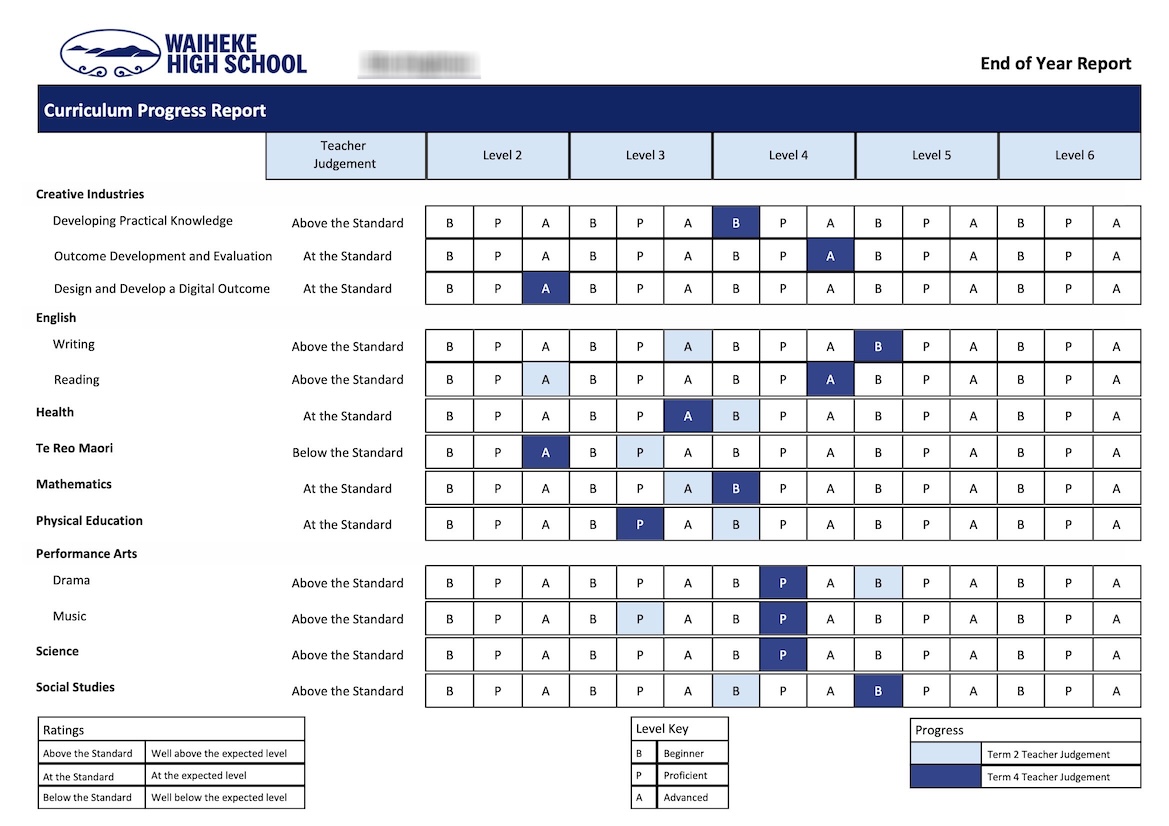 WAIHEKE
HIGH SCHOOL
End of Year Report
Curriculum Progress Report
Teacher Judgement Level 2 Level 3 Level 4 Level 5 Level 6
Creative Industries
Developing Practical Knowledge Above the Standard B P A B P A B P A B P A B P A
Outcome Development and Evaluation At the Standard B P A B P A B P A B P A B P A
Design and Develop a Digital Outcome At the Standard B P A B P A B P A B P A B P A
English
Writing Above the Standard B P A B P A B P A B P A B P A
Reading Above the Standard B P A B P A B P A B P A B P A
Health At the Standard B P A B P A B P A B P A B P A
Te Reo Maori Below the Standard B P A B P A B P A B P A B P A
Mathematics At the Standard B P A B P A B P A B P A B P A
Physical Education At the Standard B P A B P A B P A B P A B P A
Performance Arts
Drama Above the Standard B P A B P A B P A B P A B P A
Music Above the Standard B P A B P A B P A B P A B P A
Science Above the Standard B P A B P A B P A B P A B P A
Social Studies Above the Standard B P A B P A B P A B P A B P A
Ratings
Above the Standard Well above the expected level
At the Standard At the expected level
Below the Standard Well below the expected level
Level Key
B Beginner
P Proficient
A Advanced
Progress
Term 2 Teacher Judgement
Term 4 Teacher Judgement